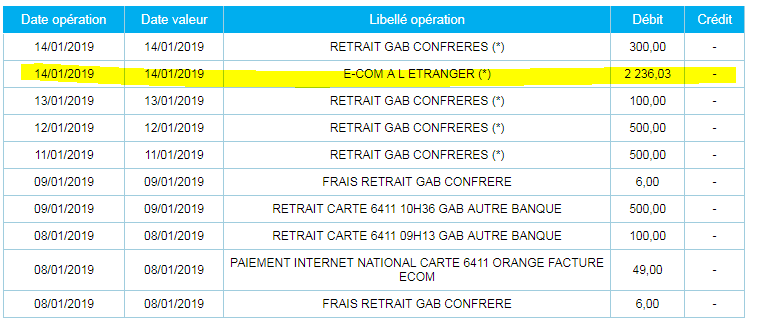 Date opération Date valeur Libellé opération Débit Crédit
14/01/2019 14/01/2019 RETRAIT GAB CONFRERES (*) 300,00 -
14/01/2019 14/01/2019 E-COM A L ETRANGER (*) 2 236,03 -
13/01/2019 13/01/2019 RETRAIT GAB CONFRERES (*) 100,00 -
12/01/2019 12/01/2019 RETRAIT GAB CONFRERES (*) 500,00 -
11/01/2019 11/01/2019 RETRAIT GAB CONFRERES (*) 500,00 -
09/01/2019 09/01/2019 FRAIS RETRAIT GAB CONFRERE 6,00 -
09/01/2019 09/01/2019 RETRAIT CARTE 6411 10H36 GAB AUTRE BANQUE 500,00 -
08/01/2019 08/01/2019 RETRAIT CARTE 6411 09H13 GAB AUTRE BANQUE 100,00 -
08/01/2019 08/01/2019 PAIEMENT INTERNET NATIONAL CARTE 6411 ORANGE FACTURE
ECOM 49,00 -
08/01/2019 08/01/2019 FRAIS RETRAIT GAB CONFRERE 6,00 -